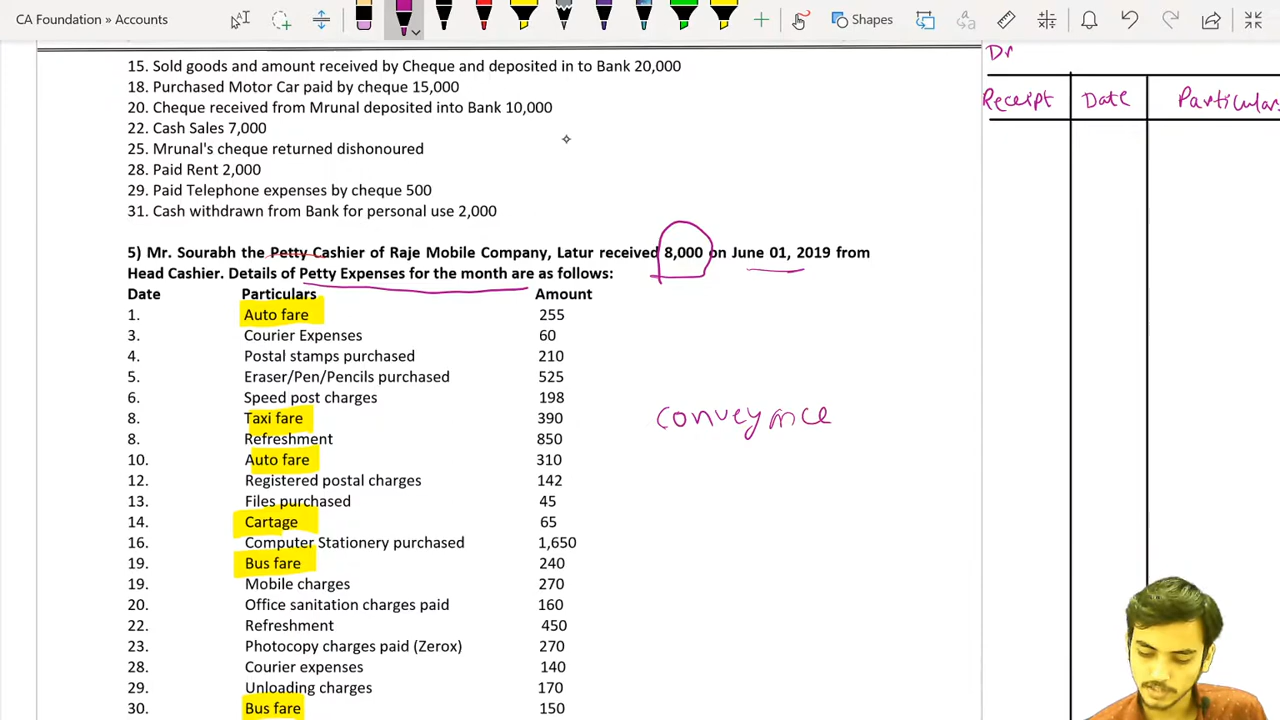 CA Foundation » Accounts
Shapes
15. Sold goods and amount received by Cheque and deposited in to Bank 20,000
18. Purchased Motor Car paid by cheque 15,000
20. Cheque received from Mrunal deposited into Bank 10,000
22. Cash Sales 7,000
25. Mrunal's cheque returned dishonoured
28. Paid Rent 2,000
29. Paid Telephone expenses by cheque 500
31. Cash withdrawn from Bank for personal use 2,000
5) Mr. Sourabh the Petty Cashier of Raje Mobile Company, Latur received 8,000 on June 01, 2019 from
Head Cashier. Details of Petty Expenses for the month are as follows:
Date Particulars Amount
1. Auto fare 255
3. Courier Expenses 60
4. Postal stamps purchased 210
5. Eraser/Pen/Pencils purchased 525
6. Speed post charges 198
8. Taxi fare 390
8. Refreshment 850
10. Auto fare 310
12. Registered postal charges 142
13. Files purchased 45
14. Cartage 65
16. Computer Stationery purchased 1,650
19. Bus fare 240
19. Mobile charges 270
20. Office sanitation charges paid 160
22. Refreshment 450
23. Photocopy charges paid (Zerox) 270
28. Courier expenses 140
29. Unloading charges 170
30. Bus fare 150
conveyance
Dr
Receipt Date Particulars